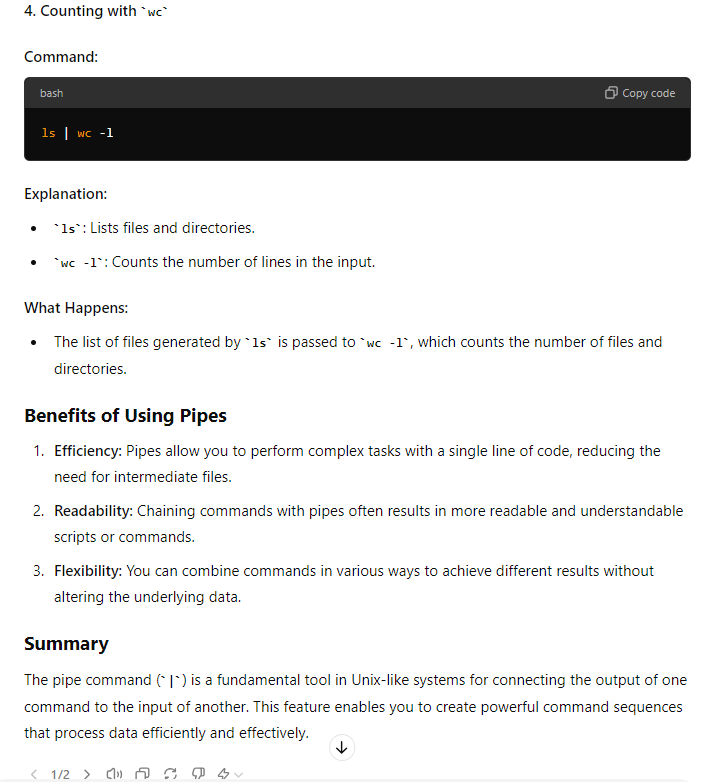 4. Counting with `wc`
Command:
bash
Copy code
ls | wc -l
Explanation:
• `ls`: Lists files and directories.
• `wc -l`: Counts the number of lines in the input.
What Happens:
• The list of files generated by `ls` is passed to `wc -l`, which counts the number of files and
directories.
Benefits of Using Pipes
1. Efficiency: Pipes allow you to perform complex tasks with a single line of code, reducing the
need for intermediate files.
2. Readability: Chaining commands with pipes often results in more readable and understandable
scripts or commands.
3. Flexibility: You can combine commands in various ways to achieve different results without
altering the underlying data.
Summary
The pipe command (`|`) is a fundamental tool in Unix-like systems for connecting the output of one
command to the input of another. This feature enables you to create powerful command sequences
that process data efficiently and effectively.
1/2